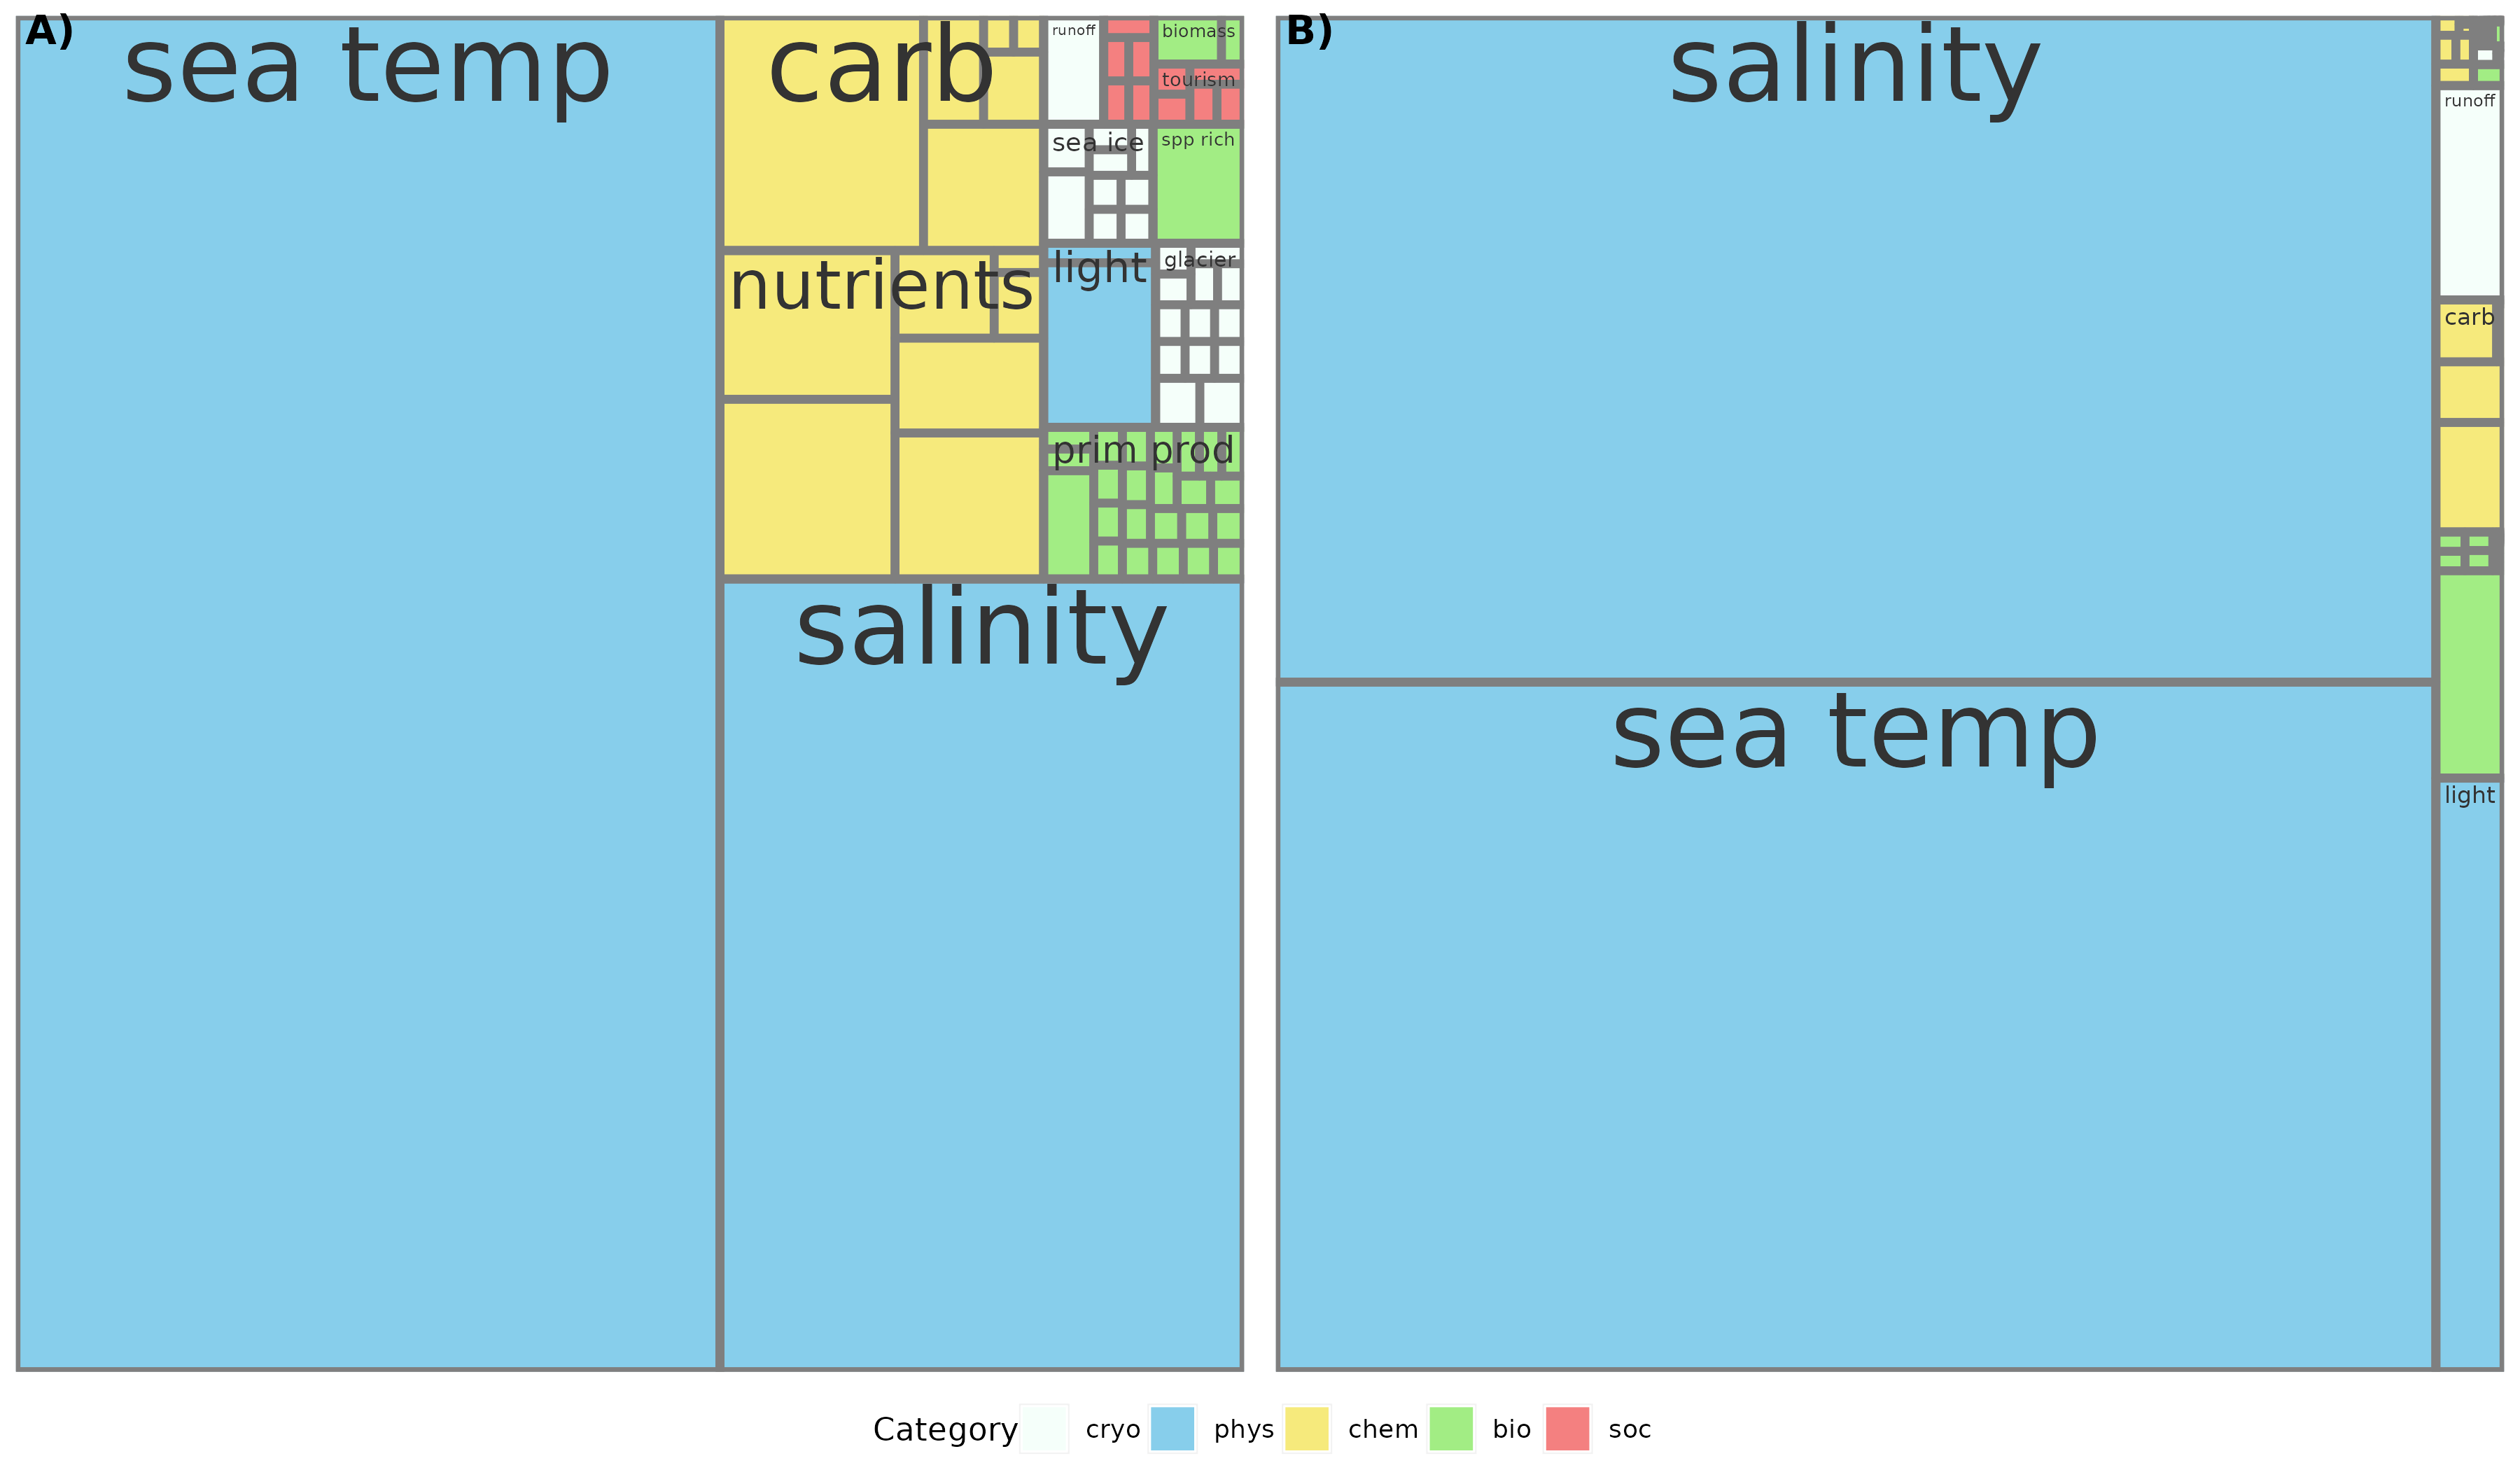 A)
sea temp
carb
runoff
biomass
tourism
sea ice
spp rich
nutrients
light
glacier
prim prod
salinity
B)
salinity
runoff
carb
sea temp
light
Category cryo phys chem bio soc